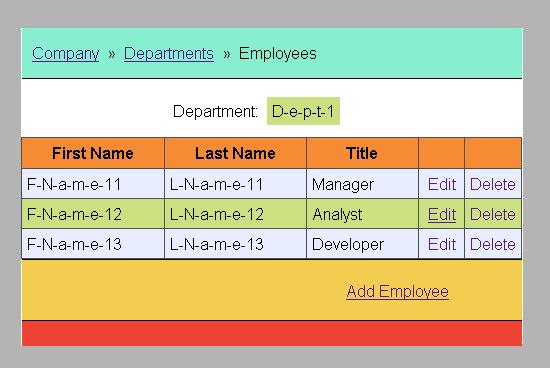 Company » Departments » Employees
Department: D-e-p-t-1
First Name Last Name Title
F-N-a-m-e-11 L-N-a-m-e-11 Manager Edit Delete
F-N-a-m-e-12 L-N-a-m-e-12 Analyst Edit Delete
F-N-a-m-e-13 L-N-a-m-e-13 Developer Edit Delete
Add Employee